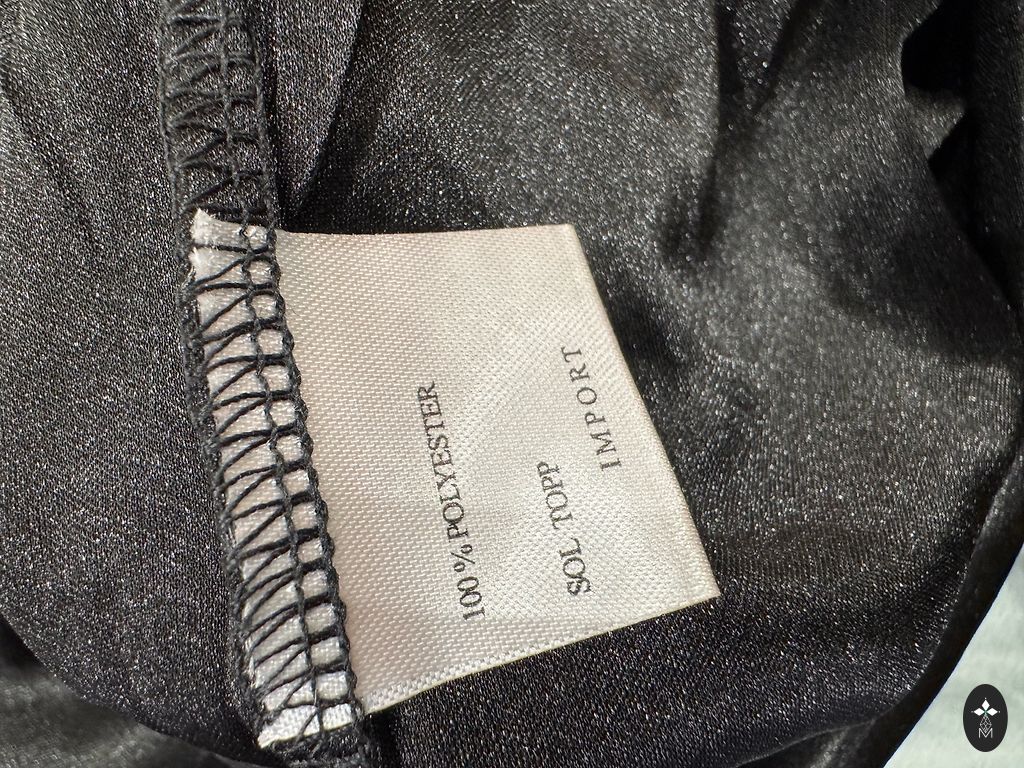 100 % POLYESTER
SOL TOPP
IMPORT
M